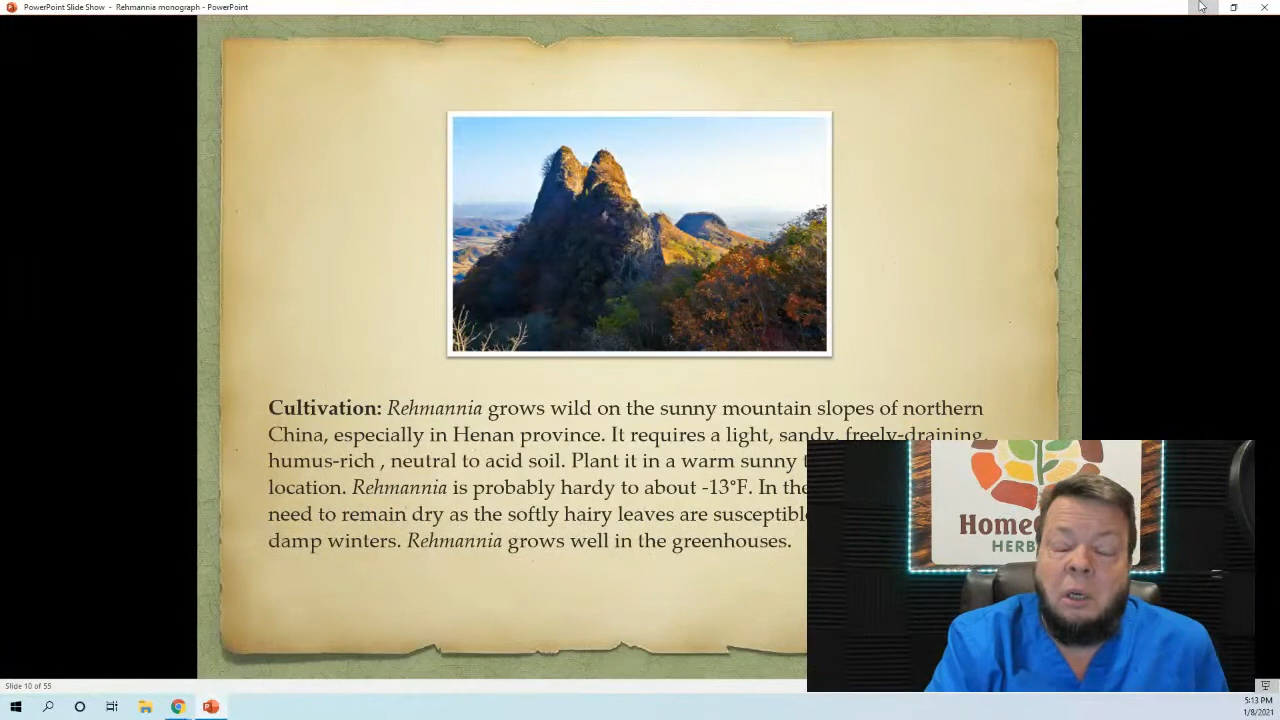 PowerPoint Slide Show - Rehmannia monograph - PowerPoint
Cultivation: Rehmannia grows wild on the sunny mountain slopes of northern
China, especially in Henan province. It requires a light, sandy, freely-draining,
humus-rich , neutral to acid soil. Plant it in a warm sunny
location. Rehmannia is probably hardy to about -13°F. In the
need to remain dry as the softly hairy leaves are
damp winters. Rehmannia grows well in the greenhouses.
HERB
Slide 10 of 55
5:13 PM
1/8/2021